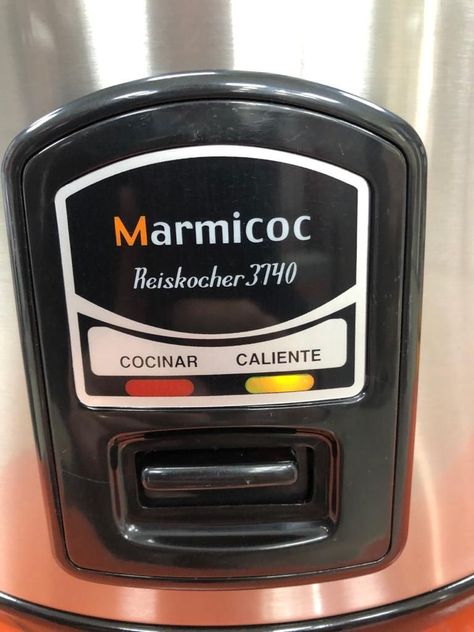 Marmicoc
Reiskocher 3740
COCINAR CALIENTE